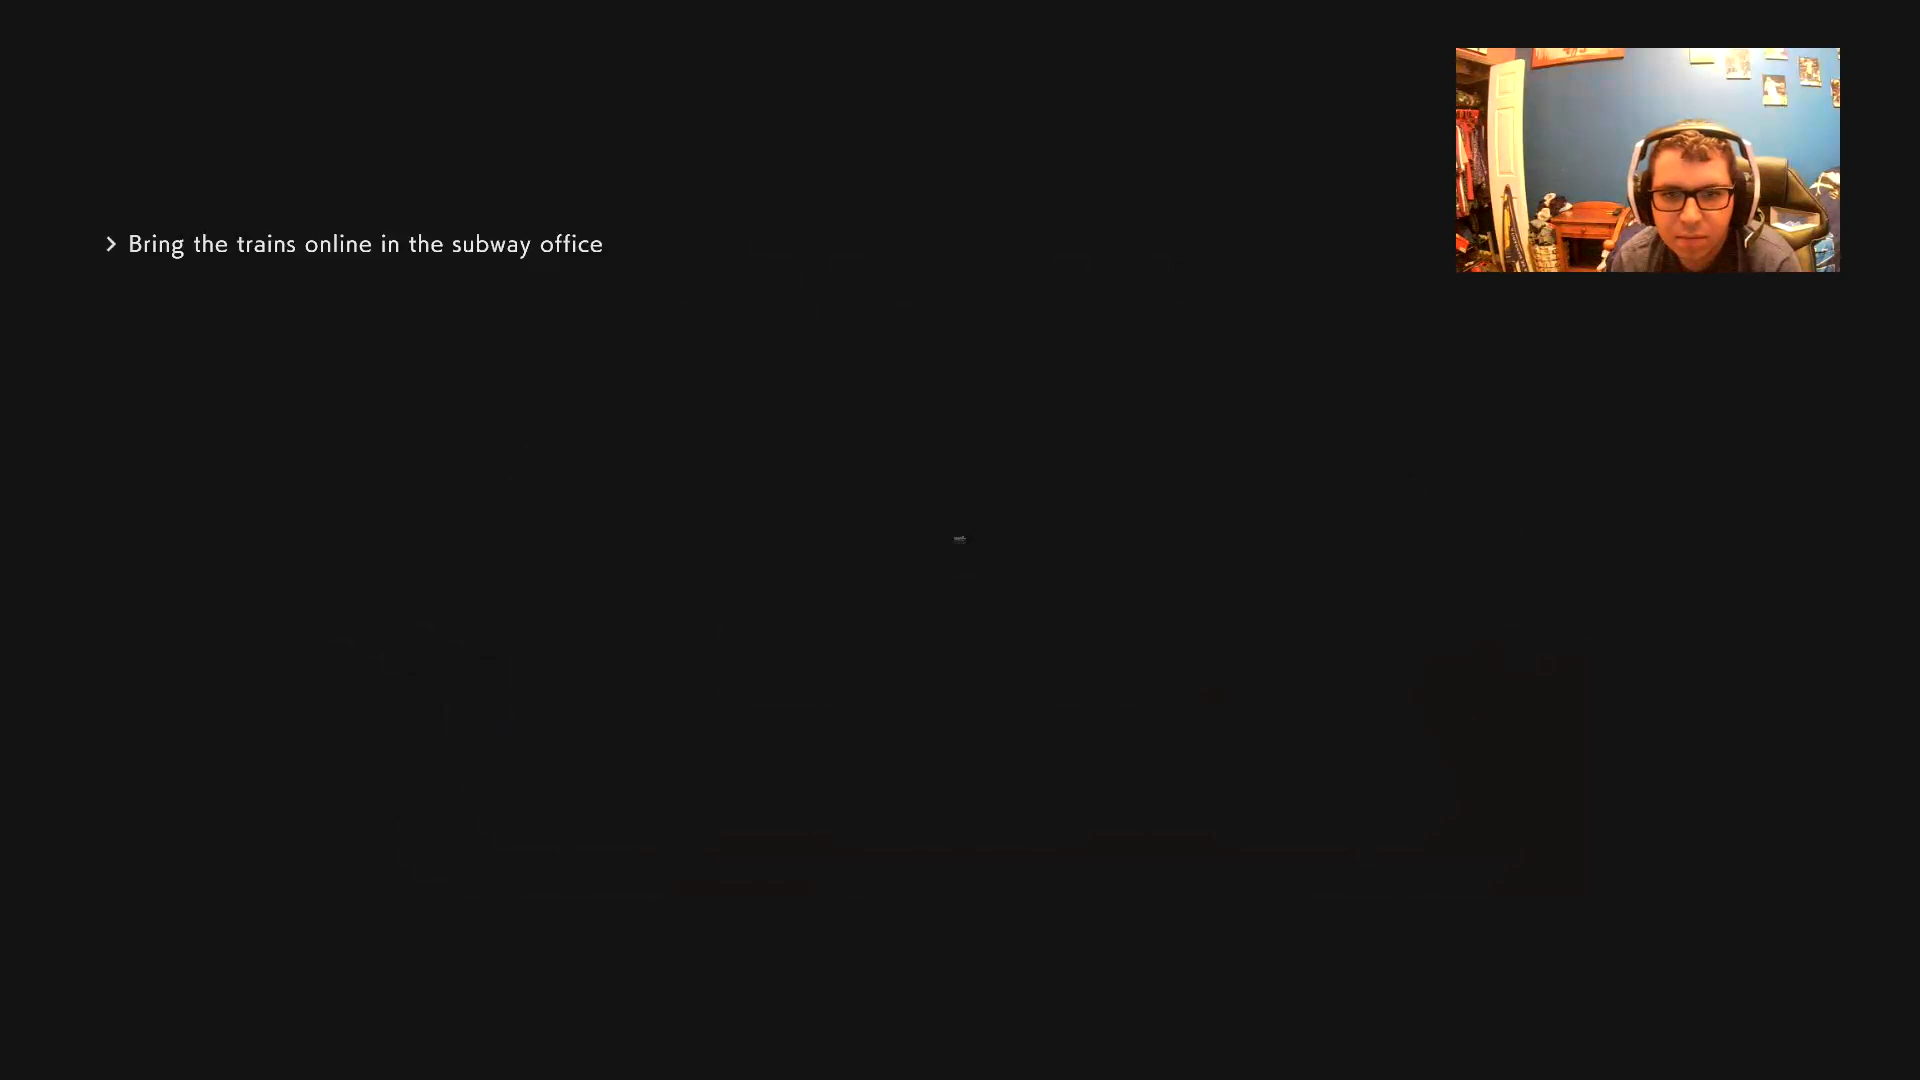 Bring the trains online in the subway office